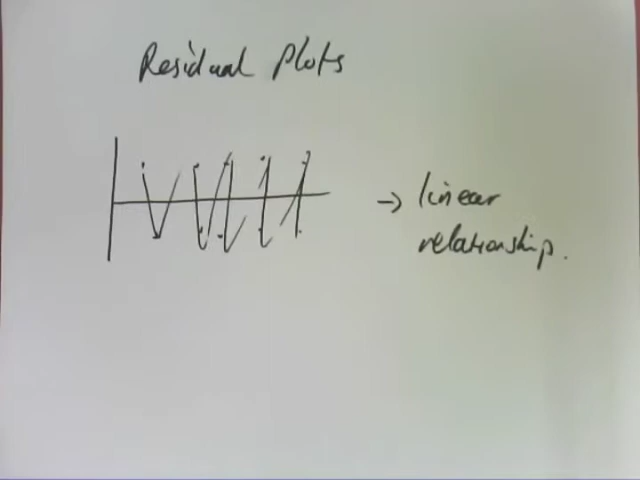 Residual Plots
→ linear
relationship.